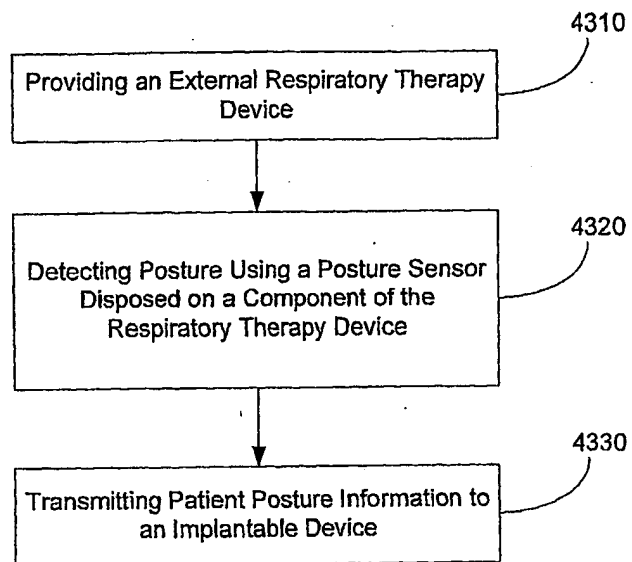 4310
Providing an External Respiratory Therapy
Device
4320
Detecting Posture Using a Posture Sensor
Disposed on a Component of the
Respiratory Therapy Device
4330
Transmitting Patient Posture Information to
an Implantable Device